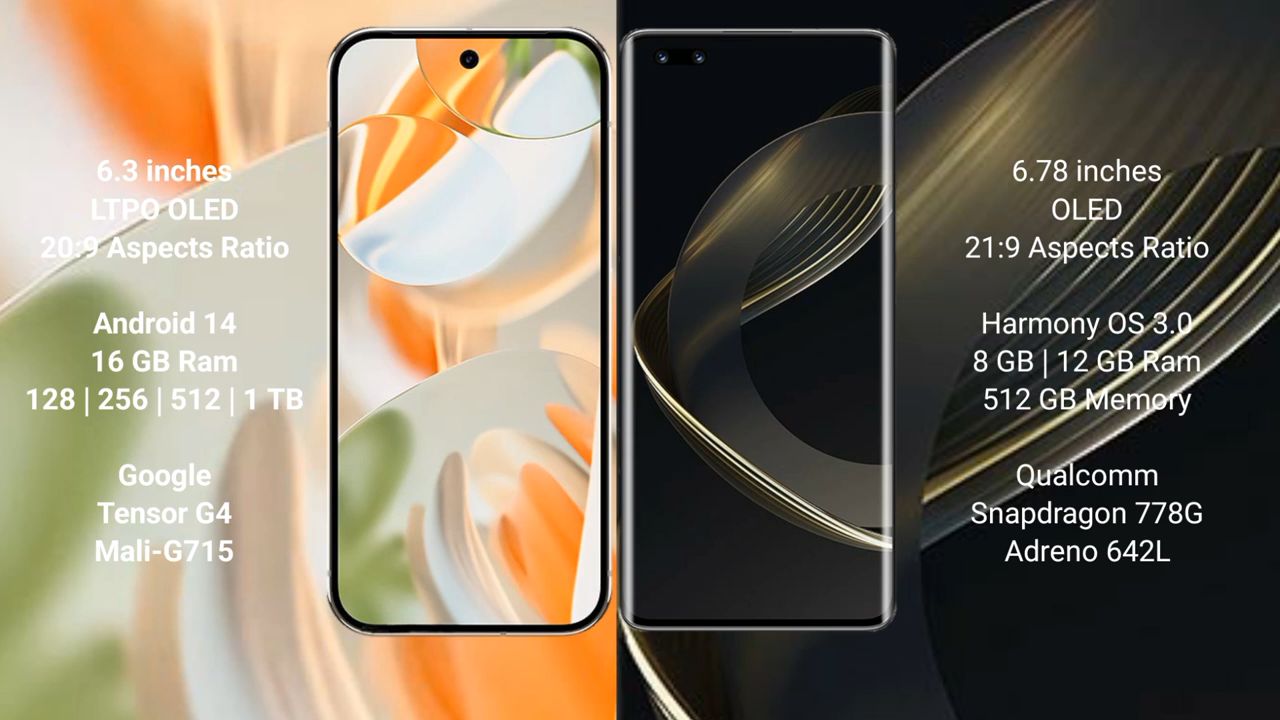 6.3 inches
LTPO OLED
20:9 Aspects Ratio
Android 14
16 GB Ram
128 | 256 | 512 | 1 TB
Google
Tensor G4
Mali-G715
6.78 inches
OLED
21:9 Aspects Ratio
Harmony OS 3.0
8 GB | 12 GB Ram
512 GB Memory
Qualcomm
Snapdragon 778G
Adreno 642L